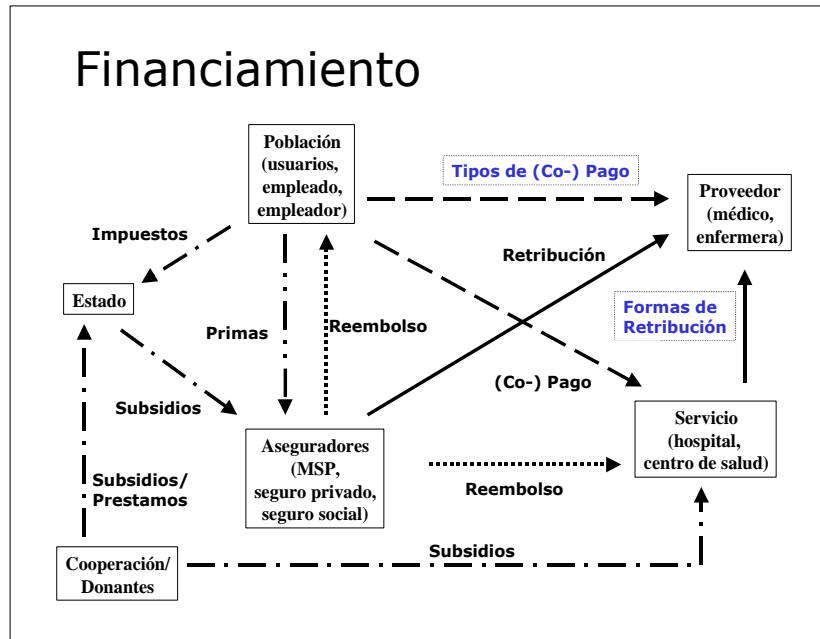 Financiamiento
Población
(usuarios,
empleado,
empleador)
Tipos de (Co-) Pago
Proveedor
(médico,
enfermera)
Impuestos
Retribución
Estado
Formas de
Retribución
Primas
Reembolso
(Co-) Pago
Subsidios
Servicio
(hospital,
centro de salud)
Aseguradores
(MSP,
seguro privado,
seguro social)
Subsidios/
Prestamos
Reembolso
Subsidios
Cooperación/
Donantes